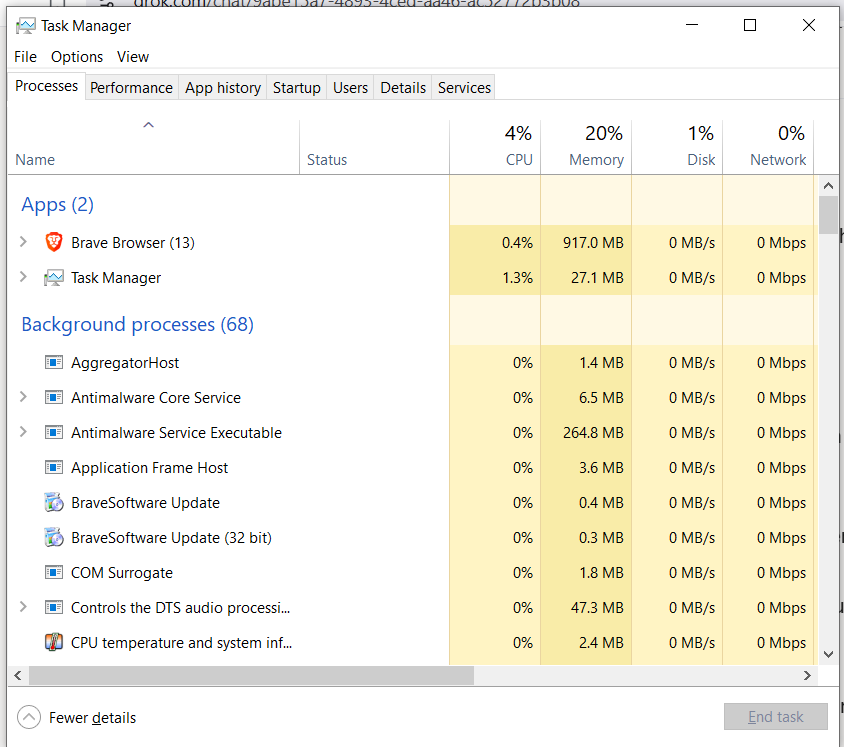 grok.com/chat/9abe15a7-4893-4ced-aa46-ac52772b5b08
Task Manager
File Options View
Processes Performance App history Startup Users Details Services
4% 20% 1% 0%
Name Status CPU Memory Disk Network
Apps (2)
Brave Browser (13) 0.4% 917.0 MB 0 MB/s 0 Mbps
Task Manager 1.3% 27.1 MB 0 MB/s 0 Mbps
Background processes (68)
AggregatorHost 0% 1.4 MB 0 MB/s 0 Mbps
Antimalware Core Service 0% 6.5 MB 0 MB/s 0 Mbps
Antimalware Service Executable 0% 264.8 MB 0 MB/s 0 Mbps
Application Frame Host 0% 3.6 MB 0 MB/s 0 Mbps
BraveSoftware Update 0% 0.4 MB 0 MB/s 0 Mbps
BraveSoftware Update (32 bit) 0% 0.3 MB 0 MB/s 0 Mbps
COM Surrogate 0% 1.8 MB 0 MB/s 0 Mbps
Controls the DTS audio processi... 0% 47.3 MB 0 MB/s 0 Mbps
CPU temperature and system inf... 0% 2.4 MB 0 MB/s 0 Mbps
Fewer details End task